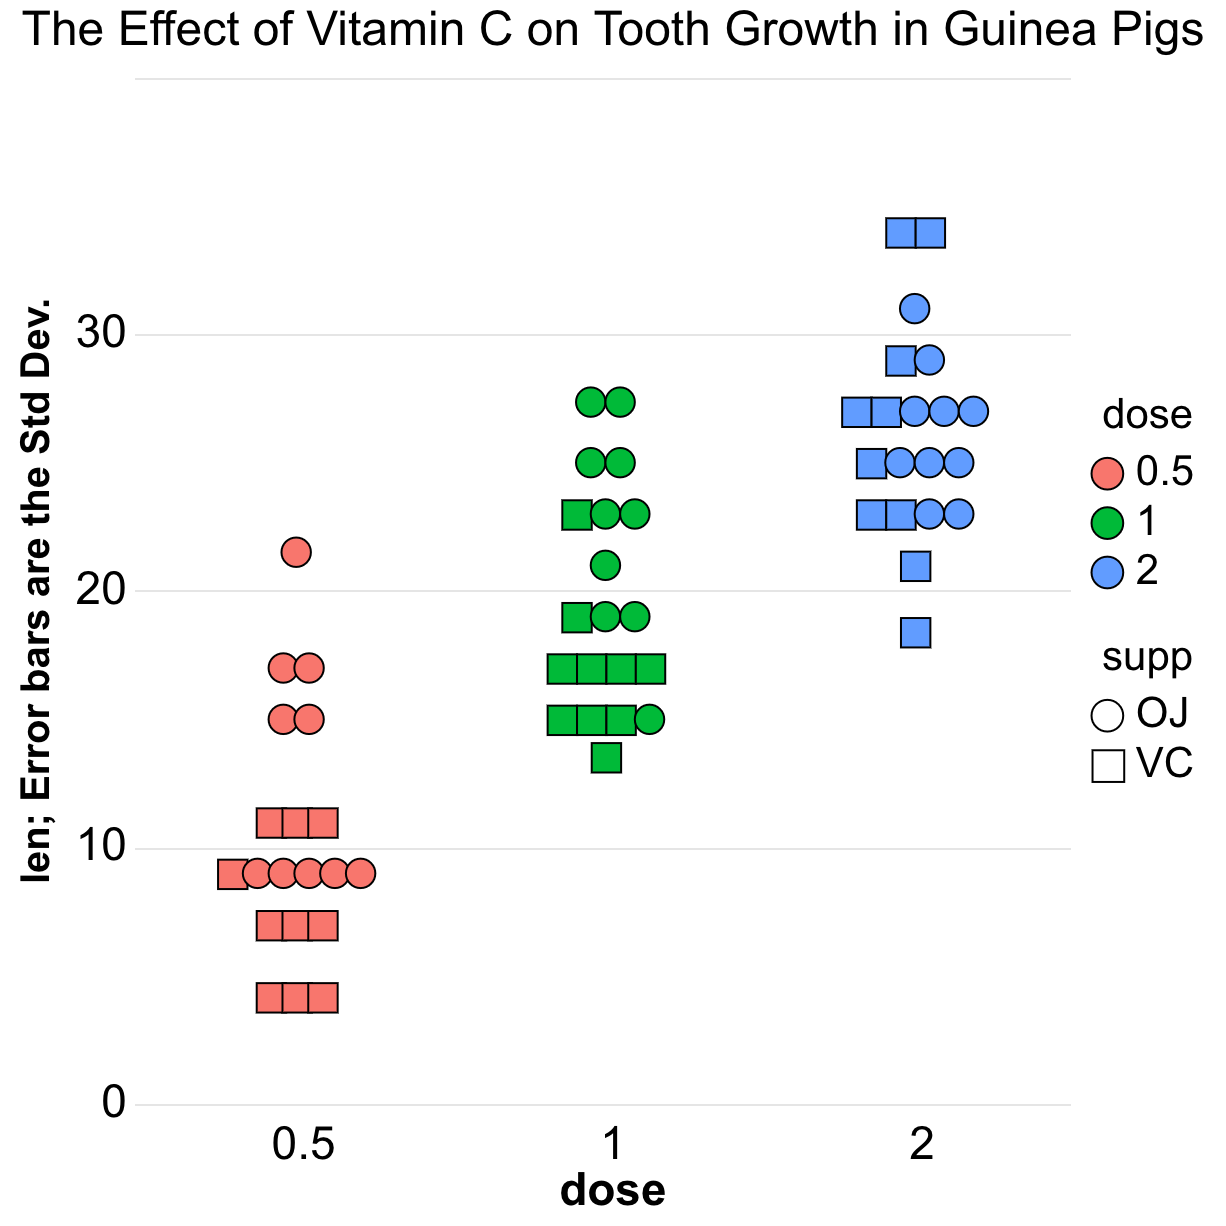 The Effect of Vitamin C on Tooth Growth in Guinea Pigs
len; Error bars are the Std Dev.
30
20
10
0
0.5
1
2
dose
dose
0.5
1
2
supp
OJ
VC